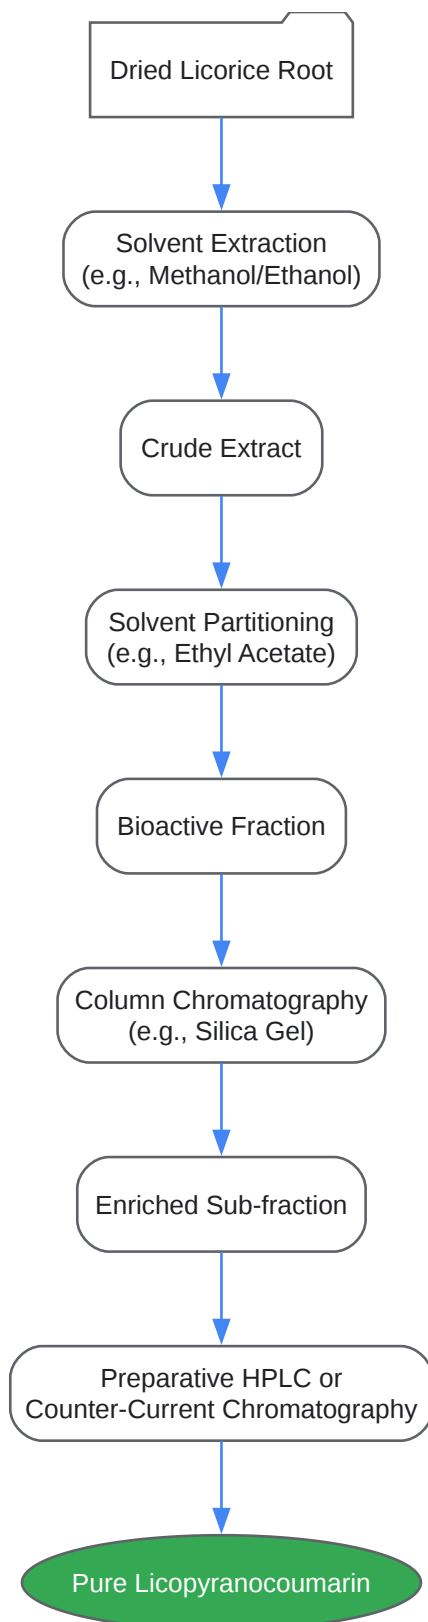 Dried Licorice Root
Solvent Extraction
(e.g., Methanol/Ethanol)
Crude Extract
Solvent Partitioning
(e.g., Ethyl Acetate)
Bioactive Fraction
Column Chromatography
(e.g., Silica Gel)
Enriched Sub-fraction
Preparative HPLC or
Counter-Current Chromatography
Pure Licopyranocoumarin